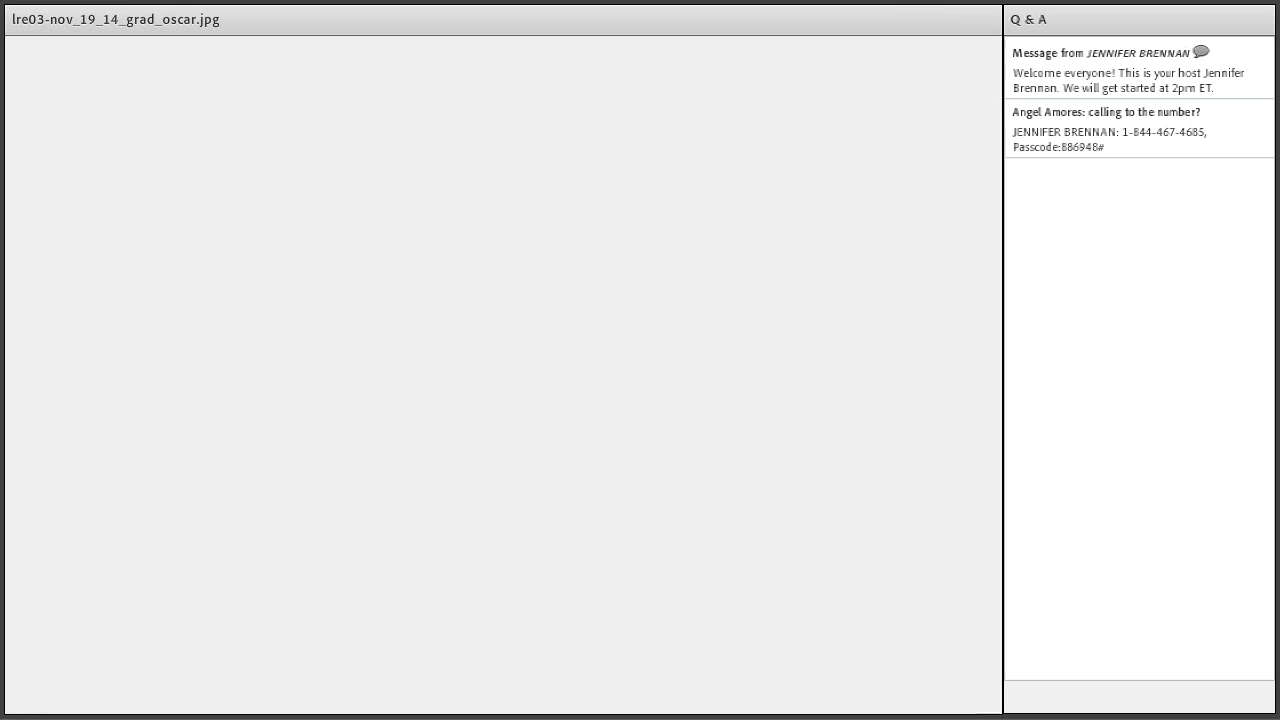 lre03-nov_19_14_grad_oscar.jpg
Q & A
Message from JENNIFER BRENNAN
Welcome everyone! This is your host Jennifer
Brennan. We will get started at 2pm ET.
Angel Amores: calling to the number?
JENNIFER BRENNAN: 1-844-467-4685,
Passcode:886948#